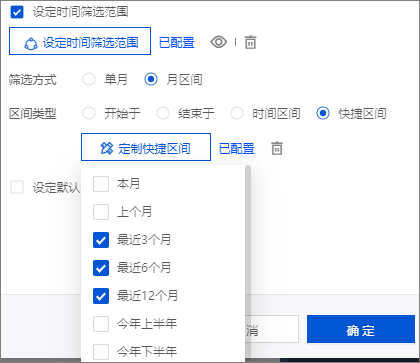 设定时间筛选范围
设定时间筛选范围 已配置
筛选方式 单月 月区间
区间类型 开始于 结束于 时间区间 快捷区间
定制快捷区间 已配置
设定默认
本月
上个月
最近3个月
最近6个月
最近12个月
今年上半年
今年下半年
消 确定